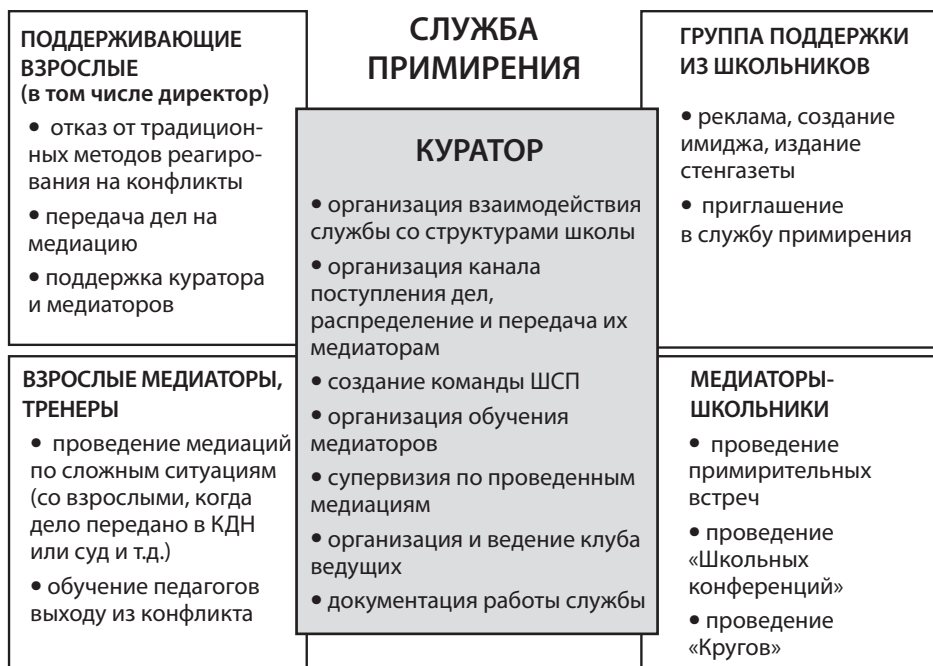 СЛУЖБА
ПРИМИРЕНИЯ
ПОДДЕРЖИВАЮЩИЕ
ВЗРОСЛЫЕ
(в том числе директор)
• отказ от традицион-
ных методов реагиро-
вания на конфликты
• передача дел на
медиацию
• поддержка куратора
и медиаторов
ГРУППА ПОДДЕРЖКИ
ИЗ ШКОЛЬНИКОВ
• реклама, создание
имиджа, издание
стенгазеты
• приглашение
в службу примирения
КУРАТОР
• организация взаимодействия
службы со структурами школы
• организация канала
поступления дел,
распределение и передача их
медиаторам
• создание команды ШСП
• организация обучения
медиаторов
• супервизия по проведенным
медиациям
• организация и ведение клуба
ведущих
• документация работы службы
ВЗРОСЛЫЕ МЕДИАТОРЫ,
ТРЕНЕРЫ
• проведение медиаций
по сложным ситуациям
(со взрослыми, когда
дело передано в КДН
или суд и т.д.)
• обучение педагогов
выходу из конфликта
МЕДИАТОРЫ-
ШКОЛЬНИКИ
• проведение
примирительных
встреч
• проведение
«Школьных
конференций»
• проведение
«Кругов»